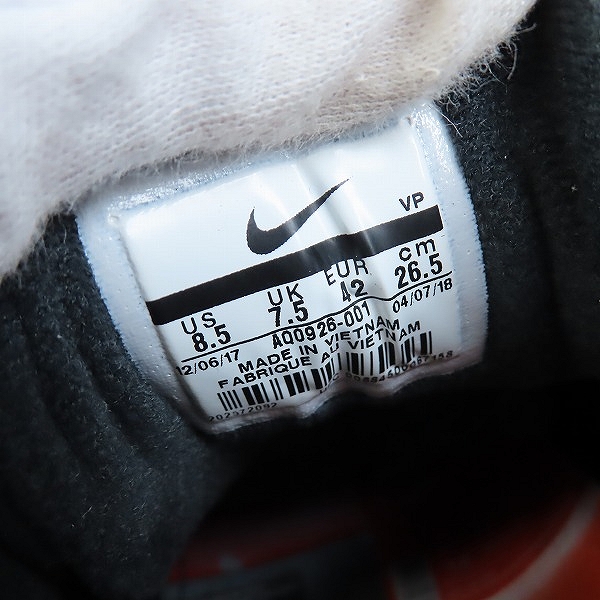 VP
US UK EUR cm
8.5 7.5 42 26.5
12/06/17 AO0926-001 04/07/18
MADE IN VIETNAM
FABRIQUE AU VIETNAM